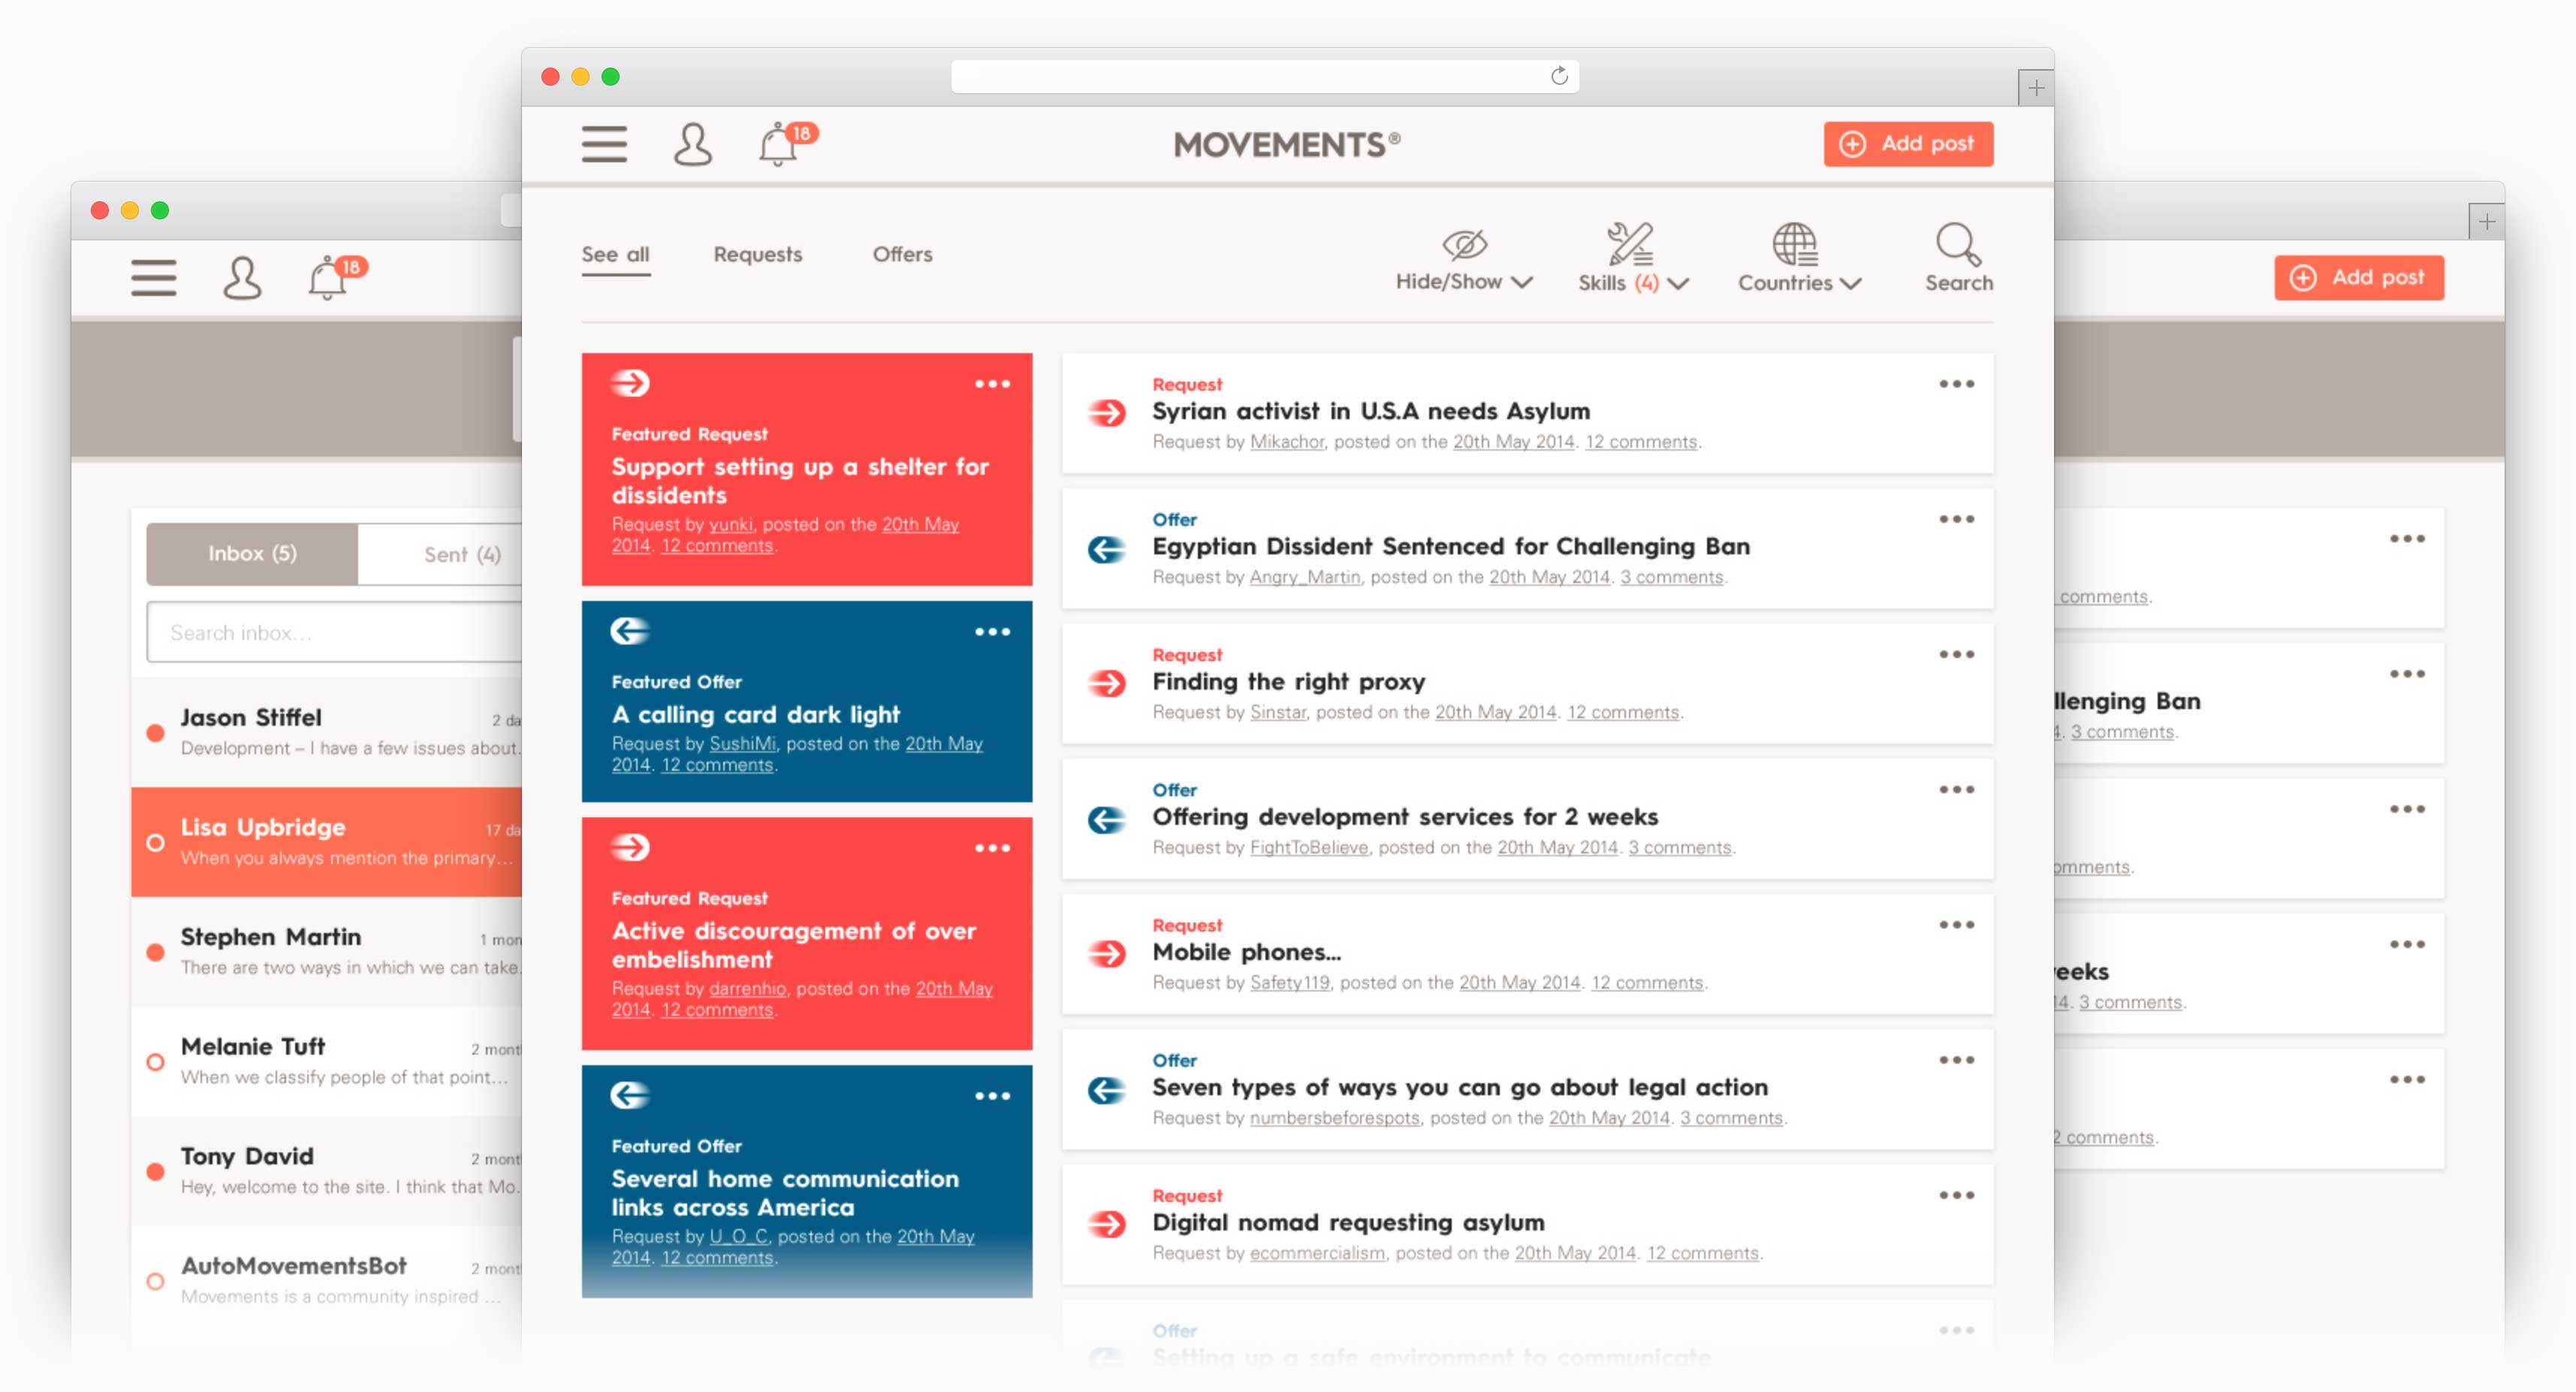 18
MOVEMENTS®
Add post
See all
Requests
Offers
Hide/Show
Skills (4)
Countries
Search
Featured Request
Support setting up a shelter for
dissidents
Request by yunki, posted on the 20th May
2014. 12 comments.
Featured Offer
A calling card dark light
Request by SushiMi, posted on the 20th May
2014. 12 comments.
Featured Request
Active discouragement of over
embelishment
Request by darrenhio, posted on the 20th May
2014. 12 comments.
Featured Offer
Several home communication
links across America
Request by U_O_C, posted on the 20th May
2014. 12 comments.
Request
Syrian activist in U.S.A needs Asylum
Request by Mikachor, posted on the 20th May 2014. 12 comments.
Offer
Egyptian Dissident Sentenced for Challenging Ban
Request by Angry_Martin, posted on the 20th May 2014. 3 comments.
Request
Finding the right proxy
Request by Sinstar, posted on the 20th May 2014. 12 comments.
Offer
Offering development services for 2 weeks
Request by FightToBelieve, posted on the 20th May 2014. 3 comments.
Request
Mobile phones...
Request by Safety119, posted on the 20th May 2014. 12 comments.
Offer
Seven types of ways you can go about legal action
Request by numbersbeforespots, posted on the 20th May 2014. 3 comments.
Request
Digital nomad requesting asylum
Request by ecommercialism, posted on the 20th May 2014. 12 comments.
Offer
Setting up a safe environment to communicate
18
Inbox (5)
Sent (4)
Search inbox...
Jason Stiffel
2 da
Development – I have a few issues about.
Lisa Upbridge
17 da
When you always mention the primary...
Stephen Martin
1 mon
There are two ways in which we can take.
Melanie Tuft
2 mont
When we classify people of that point...
Tony David
2 mont
Hey, welcome to the site. I think that Mo.
AutoMovementsBot
2 mont
Movements is a community inspired ...
Add post
comments.
llenging Ban
3 comments.
omments.
eeks
14. 3 comments.
2 comments.